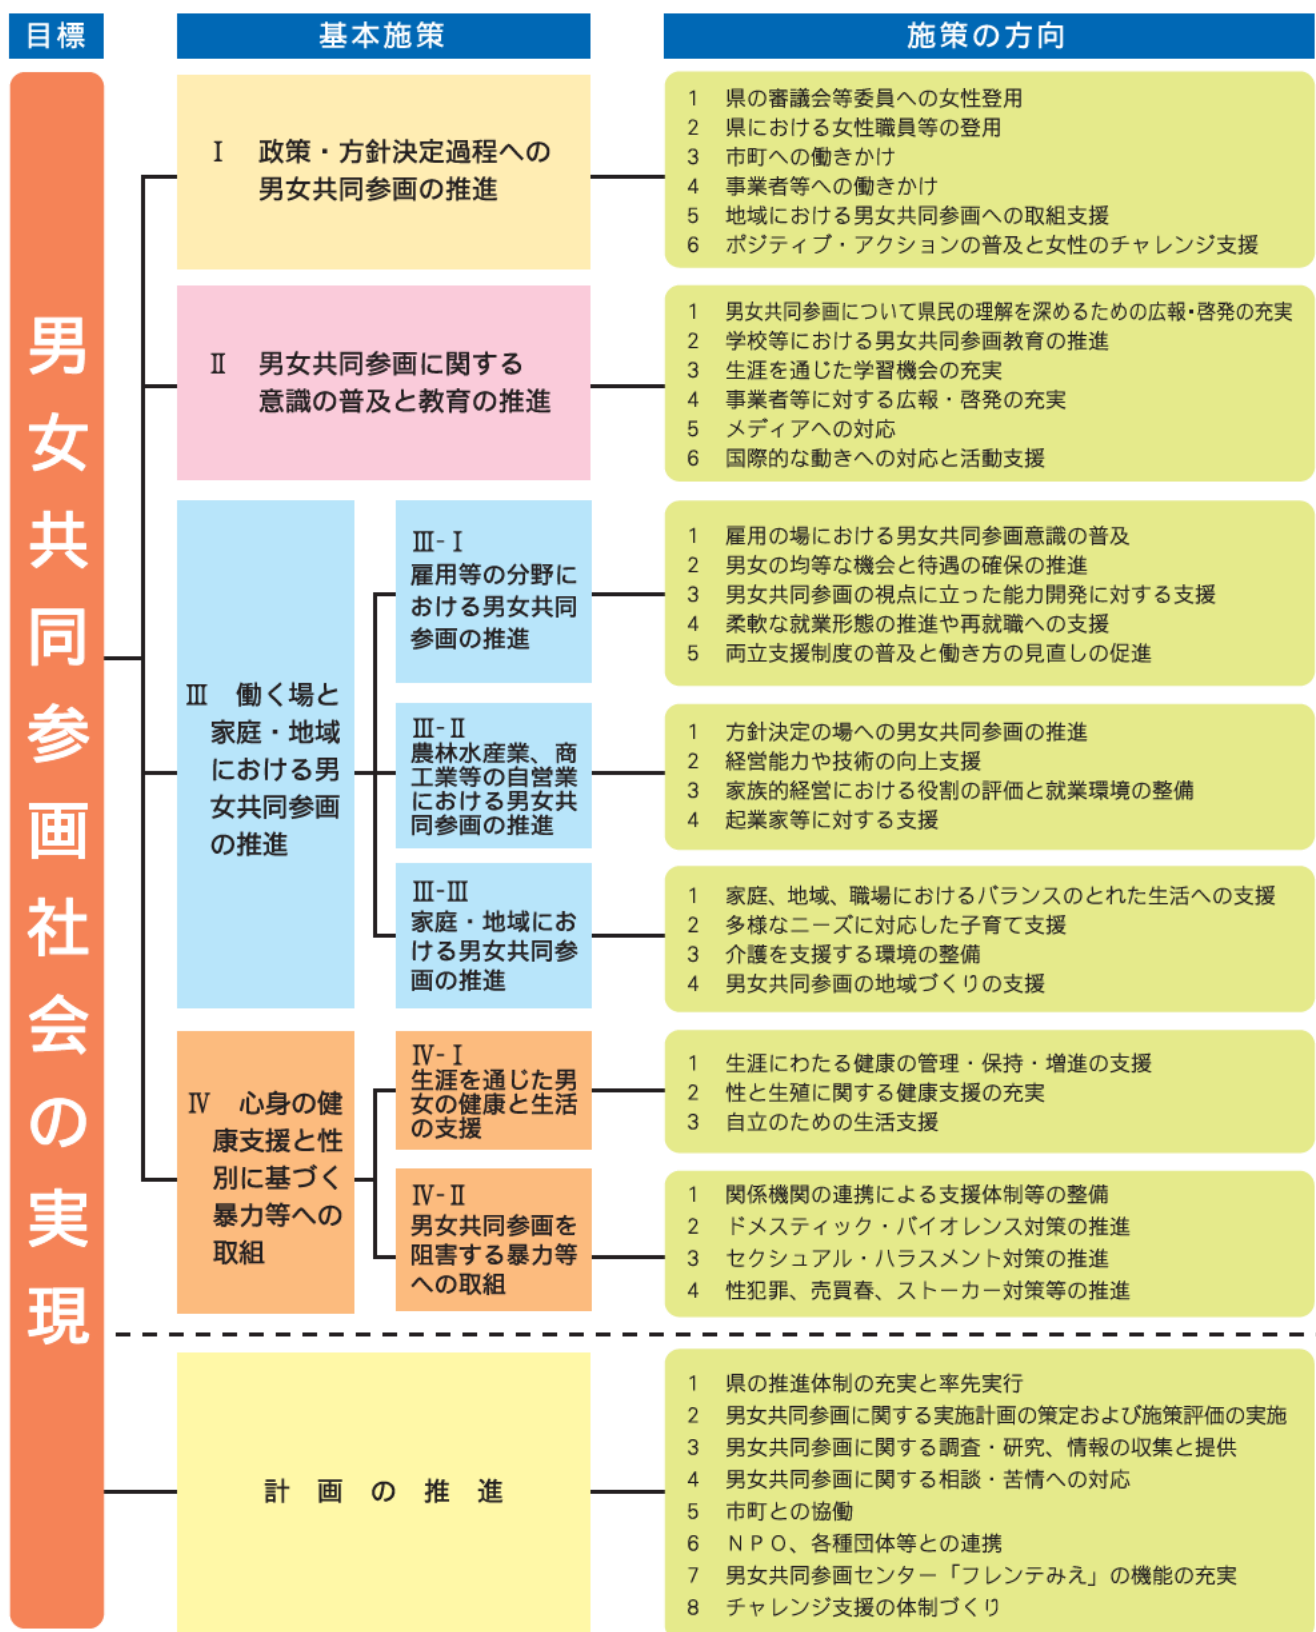 目標
基本施策
施策の方向
男女共同参画社会の実現
Ⅰ 政策・方針決定過程への
男女共同参画の推進
1 県の審議会等委員への女性登用
2 県における女性職員等の登用
3 市町への働きかけ
4 事業者等への働きかけ
5 地域における男女共同参画への取組支援
6 ポジティブ・アクションの普及と女性のチャレンジ支援
Ⅱ 男女共同参画に関する
意識の普及と教育の推進
1 男女共同参画について県民の理解を深めるための広報・啓発の充実
2 学校等における男女共同参画教育の推進
3 生涯を通じた学習機会の充実
4 事業者等に対する広報・啓発の充実
5 メディアへの対応
6 国際的な動きへの対応と活動支援
Ⅲ 働く場と
家庭・地域
における男
女共同参画
の推進
Ⅲ-Ⅰ
雇用等の分野に
おける男女共同
参画の推進
1 雇用の場における男女共同参画意識の普及
2 男女の均等な機会と待遇の確保の推進
3 男女共同参画の視点に立った能力開発に対する支援
4 柔軟な就業形態の推進や再就職への支援
5 両立支援制度の普及と働き方の見直しの促進
Ⅲ-Ⅱ
農林水産業、商
工業等の自営業
における男女共
同参画の推進
1 方針決定の場への男女共同参画の推進
2 経営能力や技術の向上支援
3 家族的経営における役割の評価と就業環境の整備
4 起業家等に対する支援
Ⅲ-Ⅲ
家庭・地域にお
ける男女共同参
画の推進
1 家庭、地域、職場におけるバランスのとれた生活への支援
2 多様なニーズに対応した子育て支援
3 介護を支援する環境の整備
4 男女共同参画の地域づくりの支援
Ⅳ 心身の健
康支援と性
別に基づく
暴力等への
取組
Ⅳ-Ⅰ
生涯を通じた男
女の健康と生活
の支援
1 生涯にわたる健康の管理・保持・増進の支援
2 性と生殖に関する健康支援の充実
3 自立のための生活支援
Ⅳ-Ⅱ
男女共同参画を
阻害する暴力等
への取組
1 関係機関の連携による支援体制等の整備
2 ドメスティック・バイオレンス対策の推進
3 セクシュアル・ハラスメント対策の推進
4 性犯罪、売買春、ストーカー対策等の推進
計画の推進
1 県の推進体制の充実と率先実行
2 男女共同参画に関する実施計画の策定および施策評価の実施
3 男女共同参画に関する調査・研究、情報の収集と提供
4 男女共同参画に関する相談・苦情への対応
5 市町との協働
6 ＮＰＯ、各種団体等との連携
7 男女共同参画センター「フレンテみえ」の機能の充実
8 チャレンジ支援の体制づくり